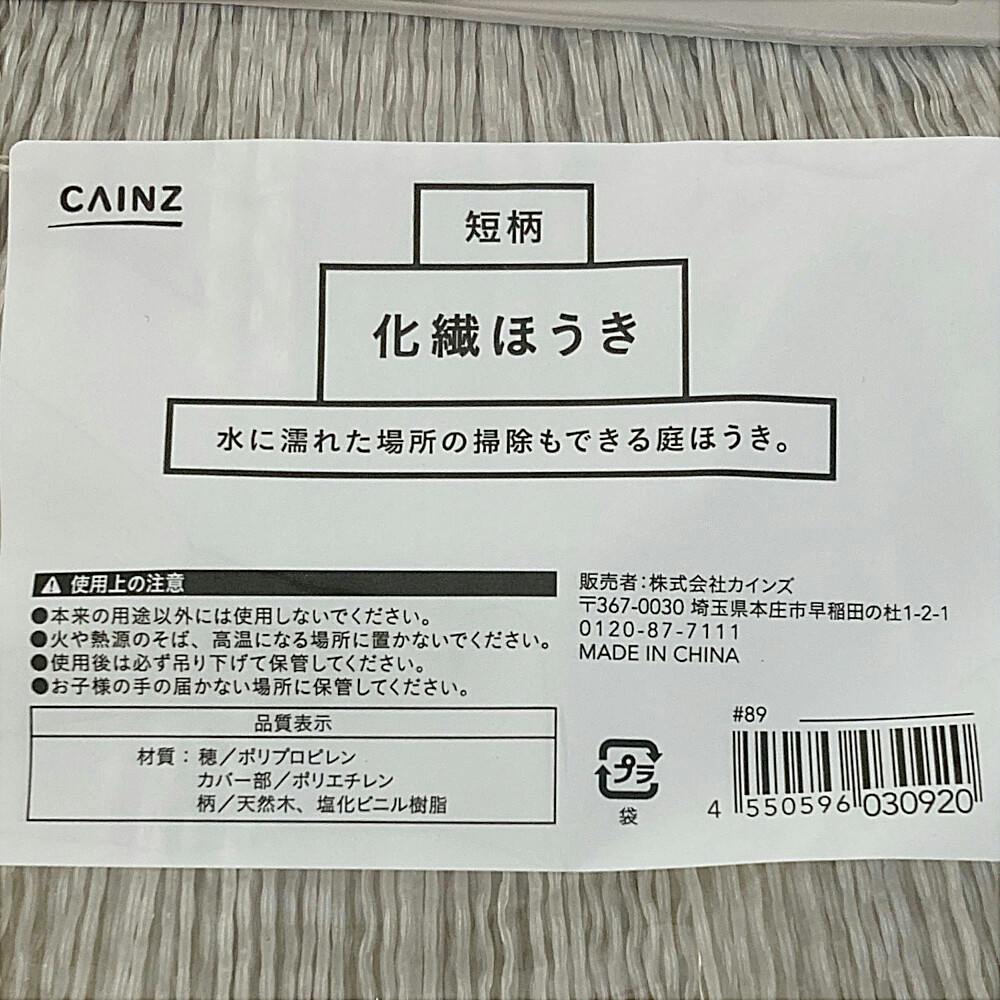 CAINZ
短柄
化繊ほうき
水に濡れた場所の掃除もできる庭ほうき。
使用上の注意
●本来の用途以外には使用しないでください。
●火や熱源のそば、高温になる場所に置かないでください。
●使用後は必ず吊り下げて保管してください。
●お子様の手の届かない場所に保管してください。
品質表示
材質：穂／ポリプロピレン
カバー部／ポリエチレン
柄／天然木、塩化ビニル樹脂
販売者：株式会社カインズ
〒367-0030 埼玉県本庄市早稲田の杜1-2-1
0120-87-7111
MADE IN CHINA
#89
プラ
袋
4 550596 030920